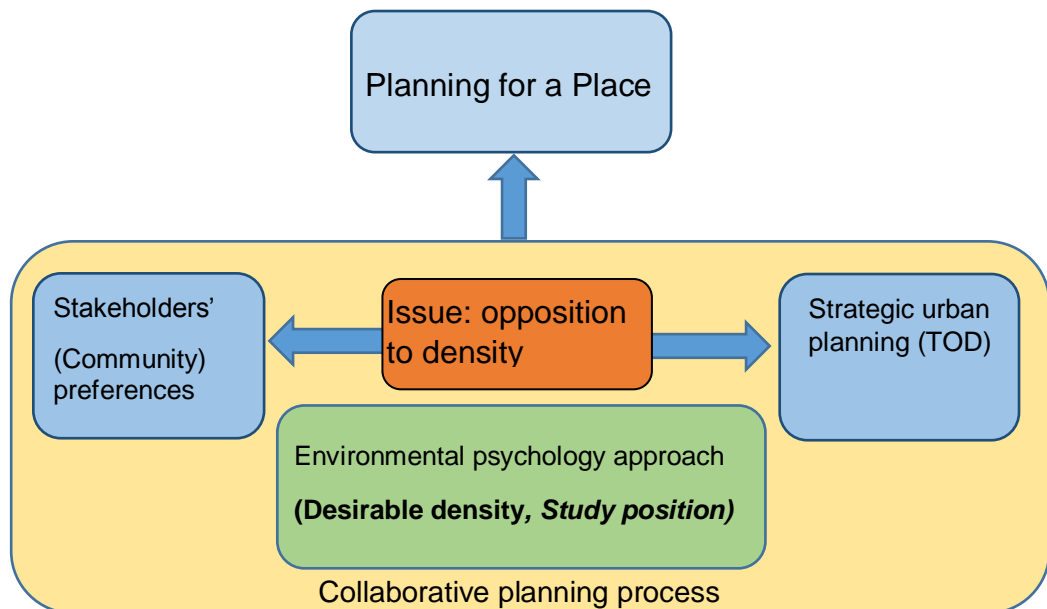 Planning for a Place
Stakeholders’
(Community)
preferences
Issue: opposition
to density
Strategic urban
planning (TOD)
Environmental psychology approach
(Desirable density, Study position)
Collaborative planning process